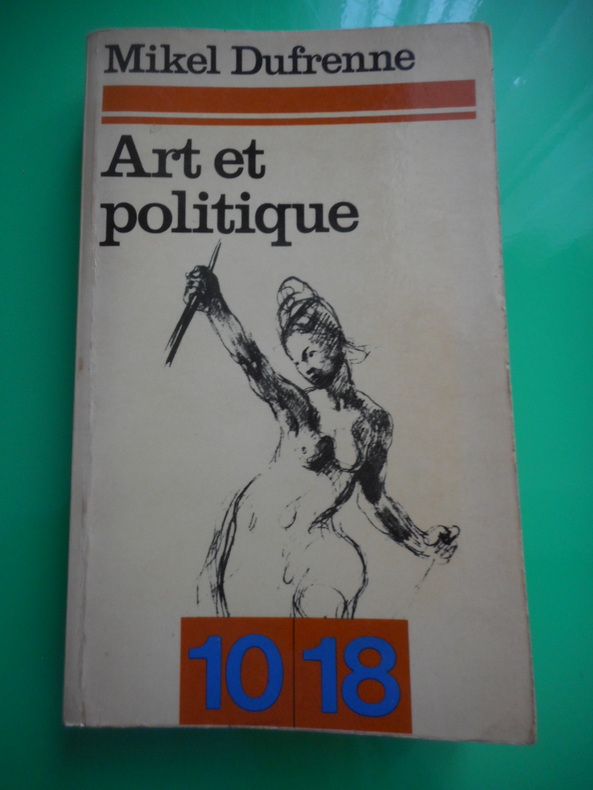 Mikel Dufrenne
Art et
politique
10 18